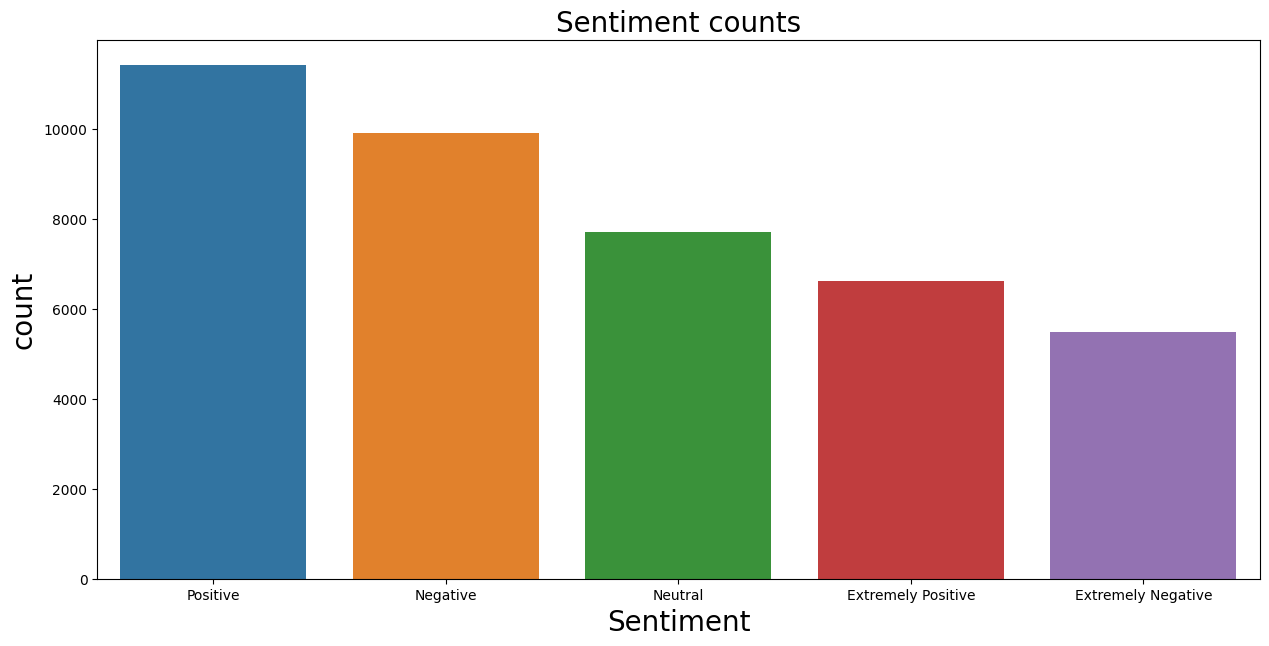 Sentiment counts
count
10000
8000
6000
4000
2000
0
Positive Negative Neutral Extremely Positive Extremely Negative
Sentiment